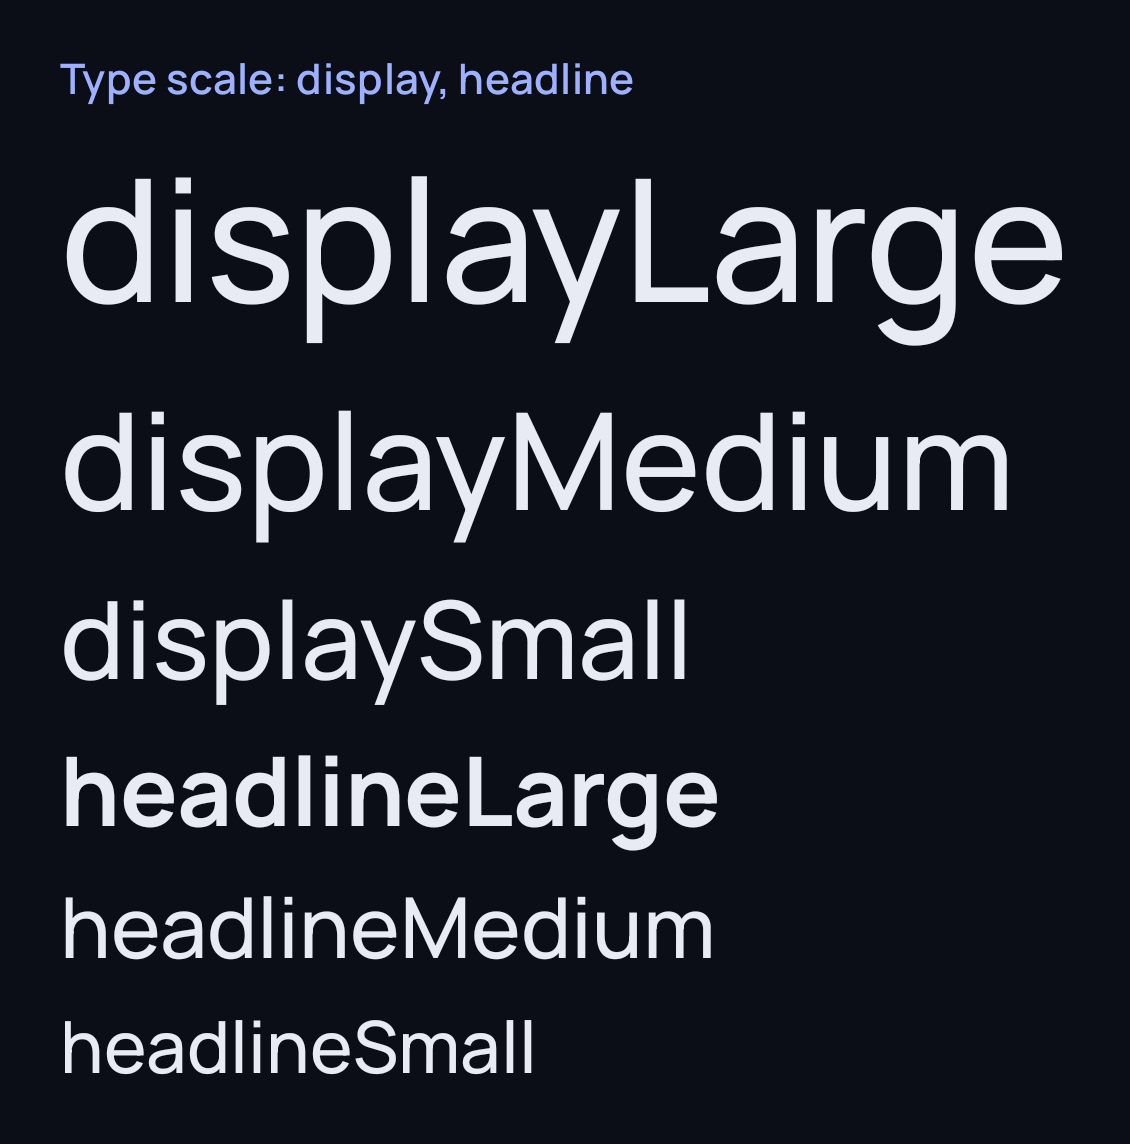 Type scale: display, headline
displayLarge
displayMedium
displaySmall
headlineLarge
headlineMedium
headlineSmall